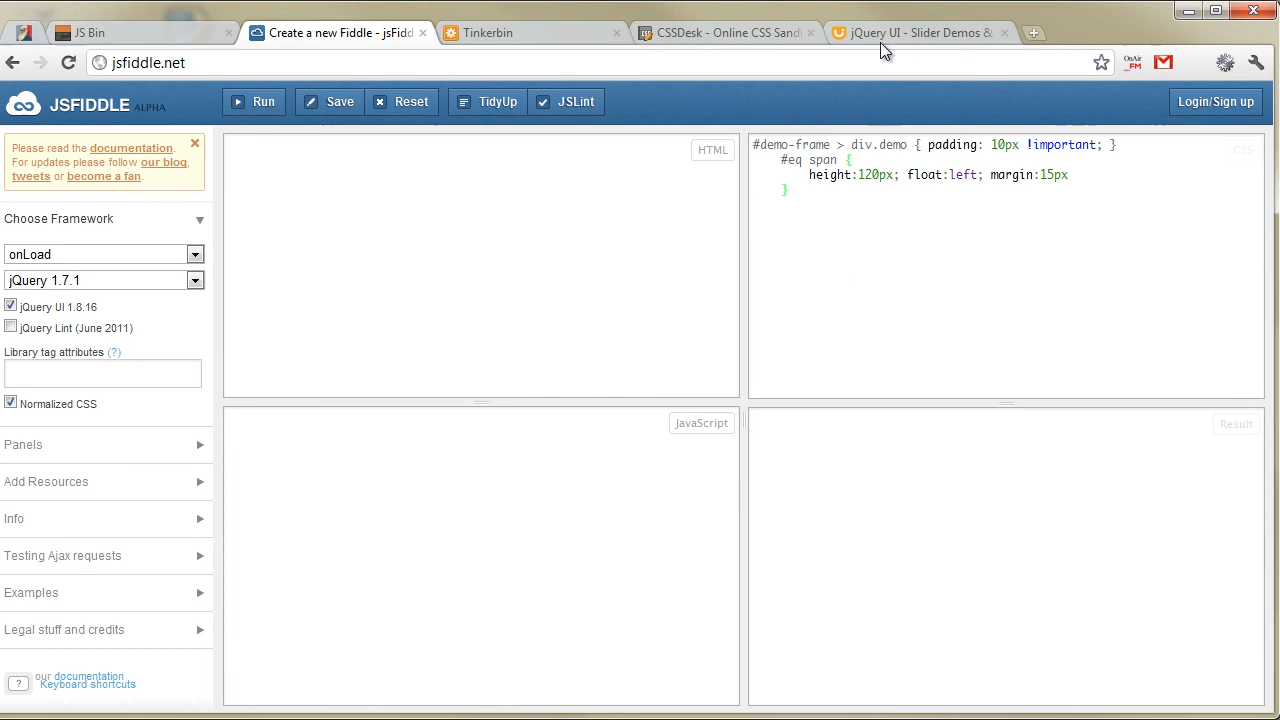 JS Bin
Create a new Fiddle - jsFidd
Tinkerbin
CSSDesk - Online CSS Sandl
jQuery UI - Slider Demos &
jsfiddle.net
OnAir
_FM
JSFIDDLE ALPHA
Run
Save
Reset
TidyUp
JSLint
Login/Sign up
Please read the documentation.
For updates please follow our blog,
tweets or become a fan.
Choose Framework
onLoad
jQuery 1.7.1
jQuery UI 1.8.16
jQuery Lint (June 2011)
Library tag attributes (?)
Normalized CSS
Panels
Add Resources
Info
Testing Ajax requests
Examples
Legal stuff and credits
?
our documentation
Keyboard shortcuts
HTML
#demo-frame > div.demo { padding: 10px !important; }
#eq span {
height:120px; float:left; margin:15px
}
CSS
JavaScript
Result